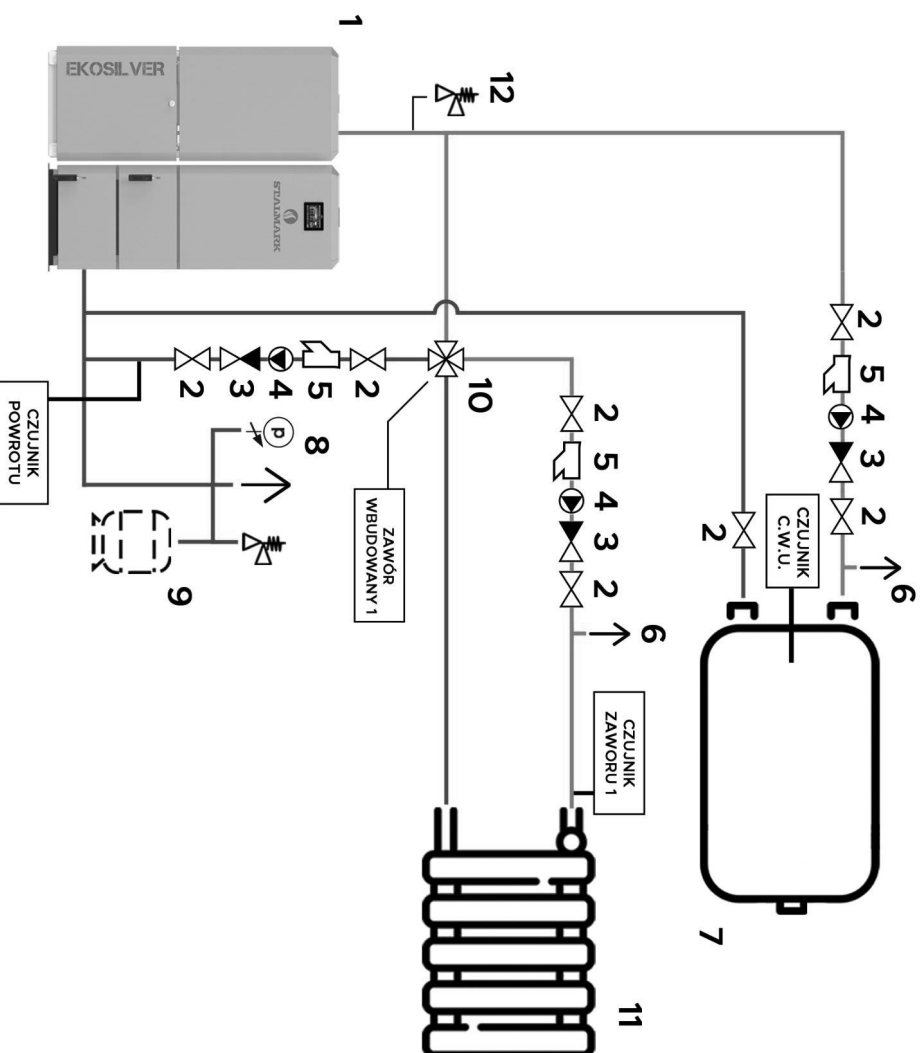 6
2 5 4 3 2
CZUJNIK
C.W.U.
2
7
6
11
CZUJNIK
ZAWORU 1
2 5 4 3 2
12
10
ZAWÓR
WBUDOWANY 1
2
1
5
8
p
4
STALMARK
3
2
9
EKOSILVER
CZUJNIK
POWROTU